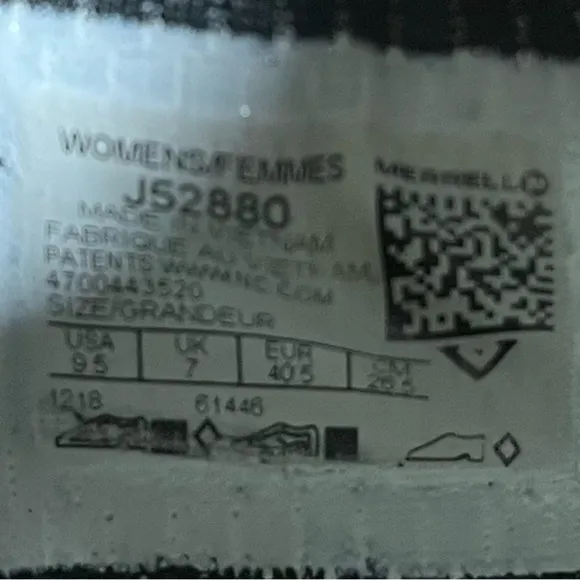 WOMENS/FEMMES
MERRELL
J52880
MADE IN VIETNAM
FABRIQUE AU VIETNAM
PATENTS WWW.NC.COM
4700443520
SIZE/GRANDEUR
USA UK EUR CM
9.5 7 40.5 26.5
1218 61446